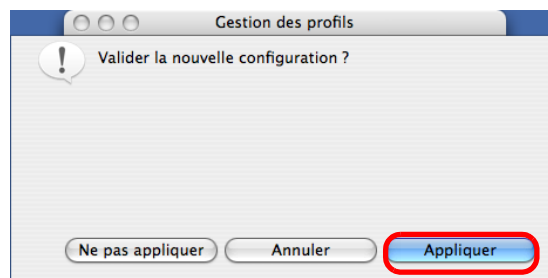 Gestion des profils
Valider la nouvelle configuration ?
Ne pas appliquer Annuler Appliquer